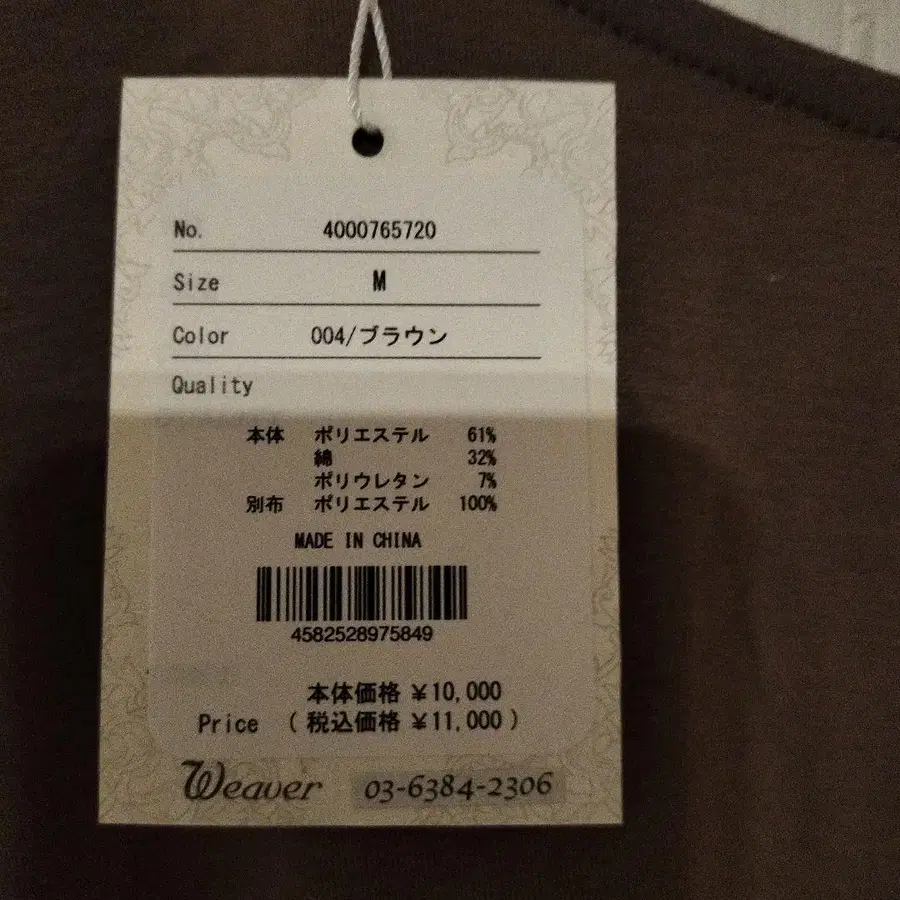 No. 4000765720
Size M
Color 004/ブラウン
Quality
本体 ポリエステル 61%
綿 32%
ポリウレタン 7%
別布 ポリエステル 100%
MADE IN CHINA
4582528975849
本体価格 ¥10,000
Price ( 税込価格 ¥11,000 )
Weaver 03-6384-2306